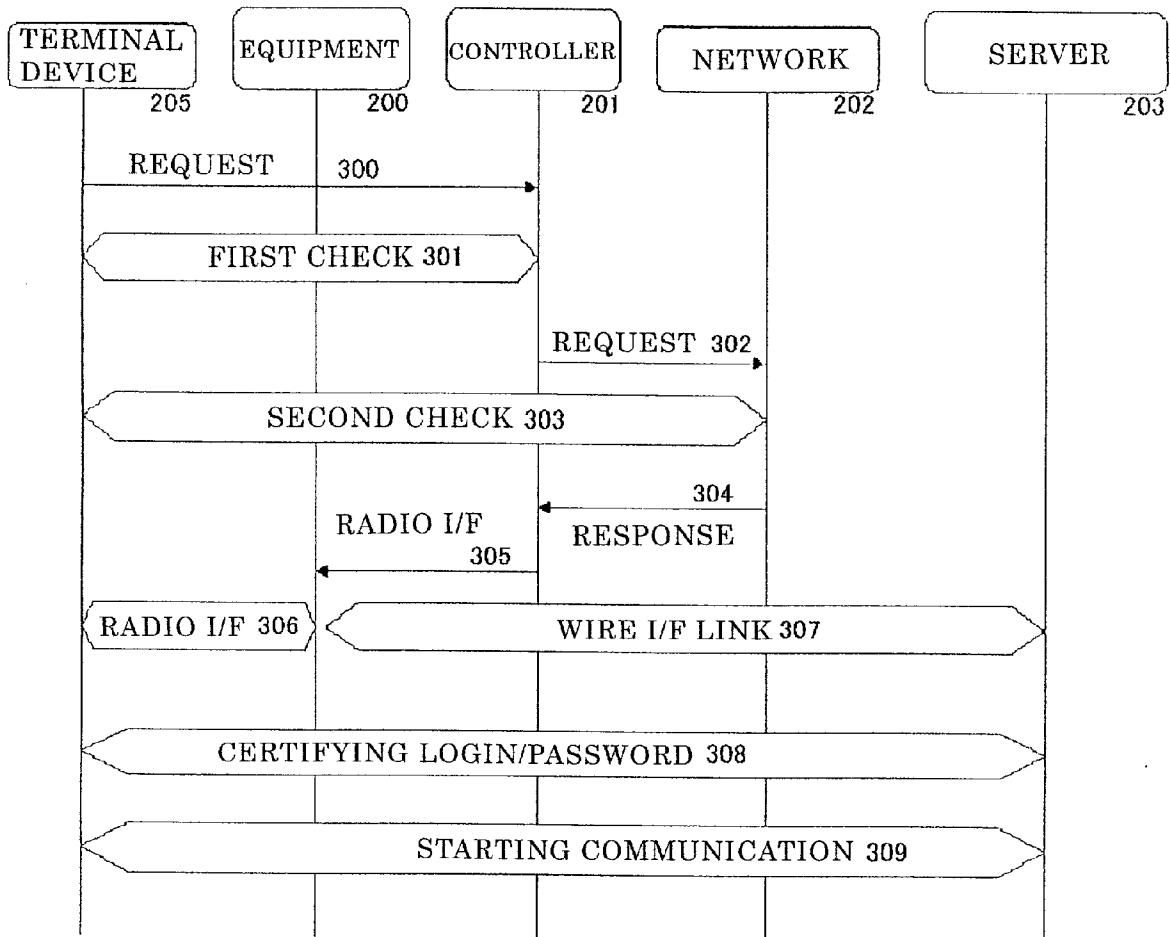 TERMINAL
DEVICE
205
EQUIPMENT
200
CONTROLLER
201
NETWORK
202
SERVER
203
REQUEST 300
FIRST CHECK 301
REQUEST 302
SECOND CHECK 303
304
RESPONSE
RADIO I/F
305
RADIO I/F 306
WIRE I/F LINK 307
CERTIFYING LOGIN/PASSWORD 308
STARTING COMMUNICATION 309